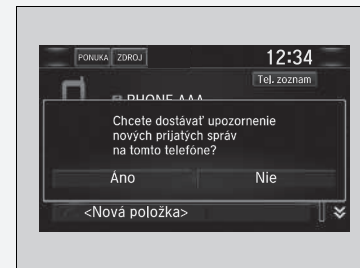 PONUKA ZDROJ 12:34
Tel. zoznam
PHONE AAA
Chcete dostávať upozornenie
nových prijatých správ
na tomto telefóne?
Áno Nie
<Nová položka>